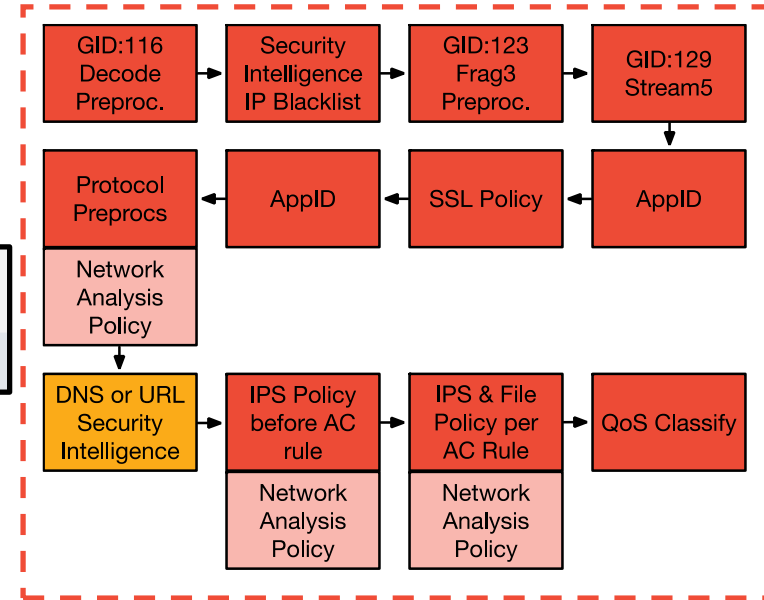 GID:116
Decode
Preproc.
Security
Intelligence
IP Blacklist
GID:123
Frag3
Preproc.
GID:129
Stream5
Protocol
Preprocs
AppID
SSL Policy
AppID
Network
Analysis
Policy
DNS or URL
Security
Intelligence
IPS Policy
before AC
rule
IPS & File
Policy per
AC Rule
QoS Classify
Network
Analysis
Policy
Network
Analysis
Policy